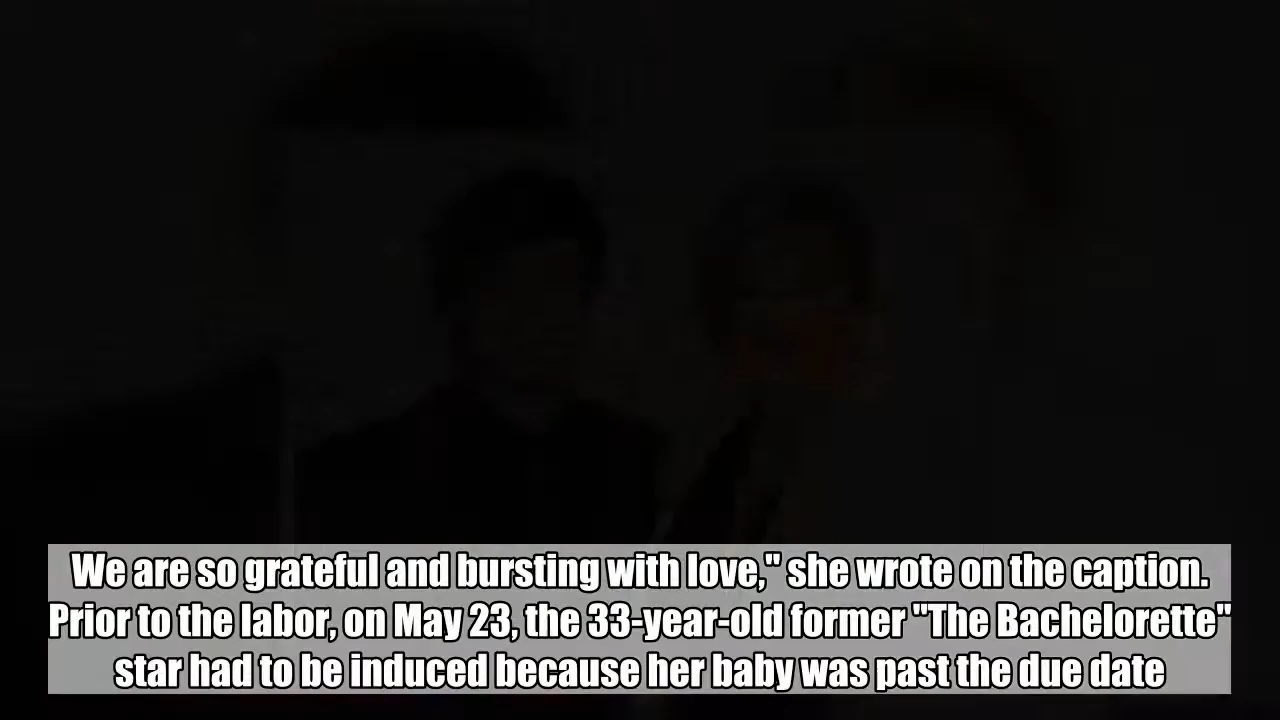 We are so grateful and bursting with love," she wrote on the caption.
Prior to the labor, on May 23, the 33-year-old former "The Bachelorette"
star had to be induced because her baby was past the due date